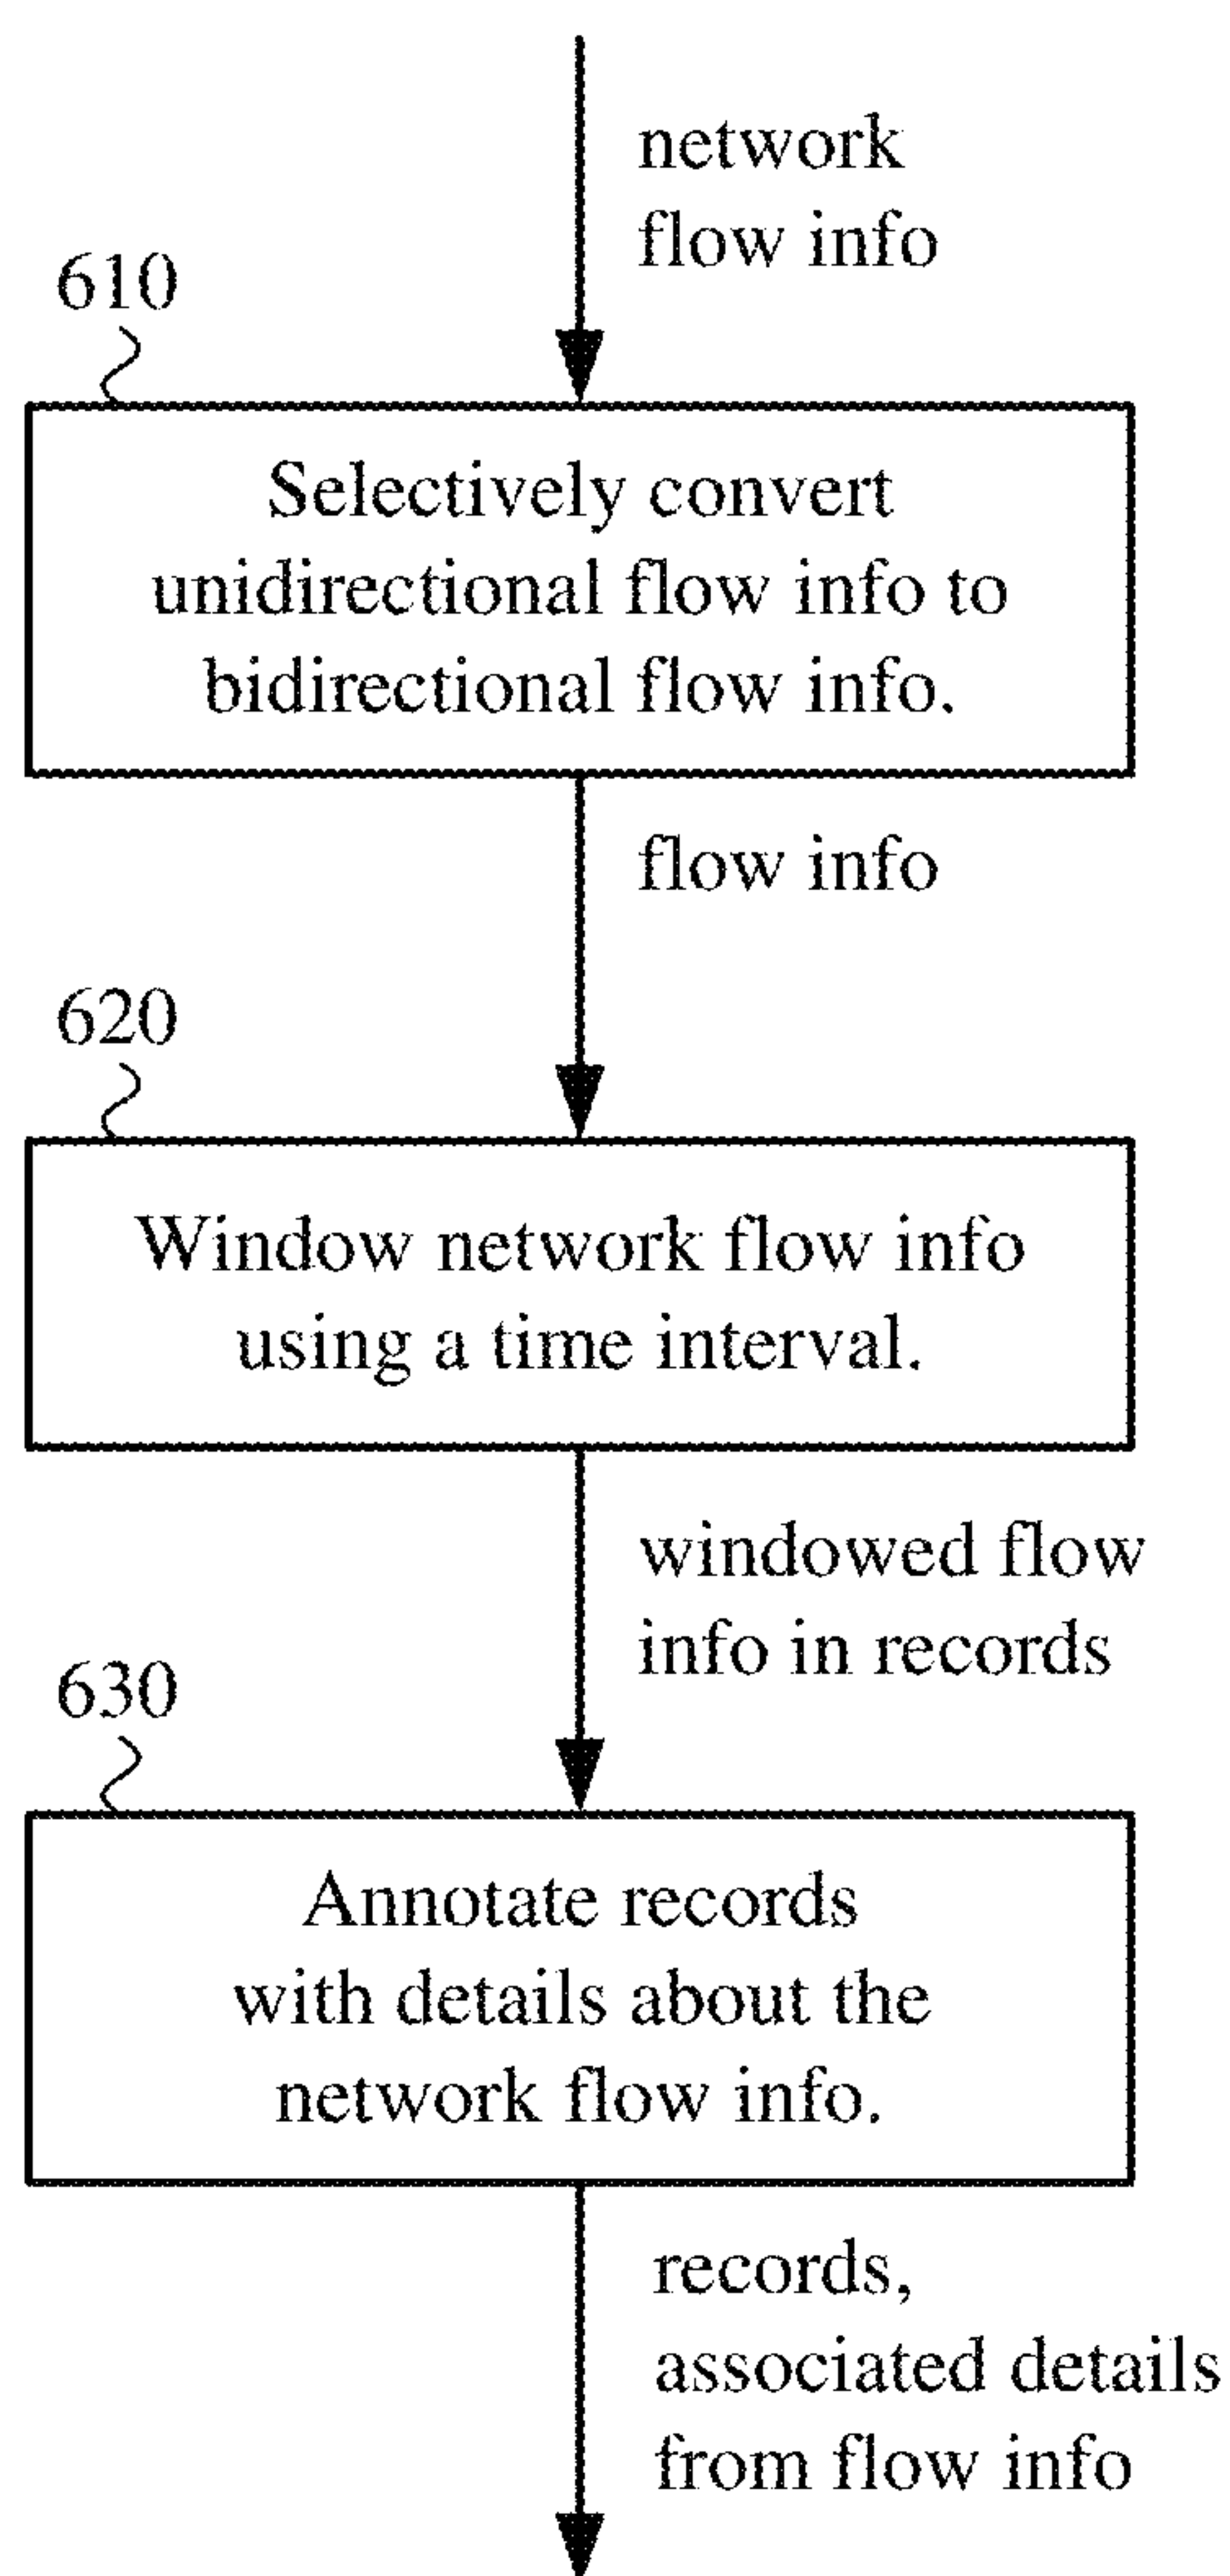 network
flow info
610
Selectively convert
unidirectional flow info to
bidirectional flow info.
flow info
620
Window network flow info
using a time interval.
windowed flow
info in records
630
Annotate records
with details about the
network flow info.
records,
associated details
from flow info